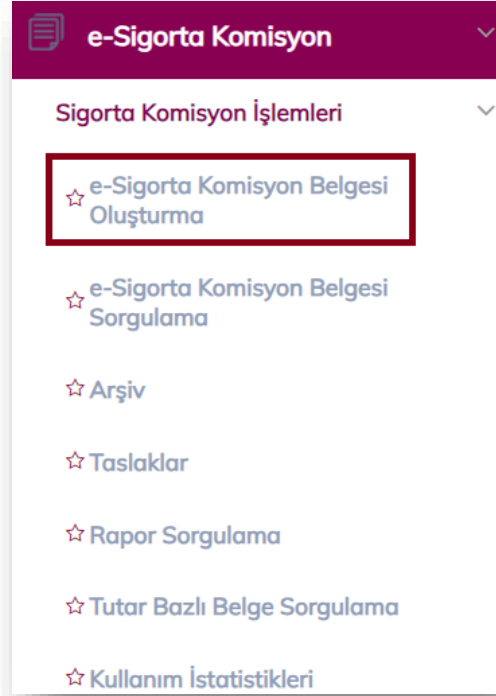 e-Sigorta Komisyon
Sigorta Komisyon İşlemleri
e-Sigorta Komisyon Belgesi
Oluşturma
e-Sigorta Komisyon Belgesi
Sorgulama
Arşiv
Taslaklar
Rapor Sorgulama
Tutar Bazlı Belge Sorgulama
Kullanım İstatistikleri